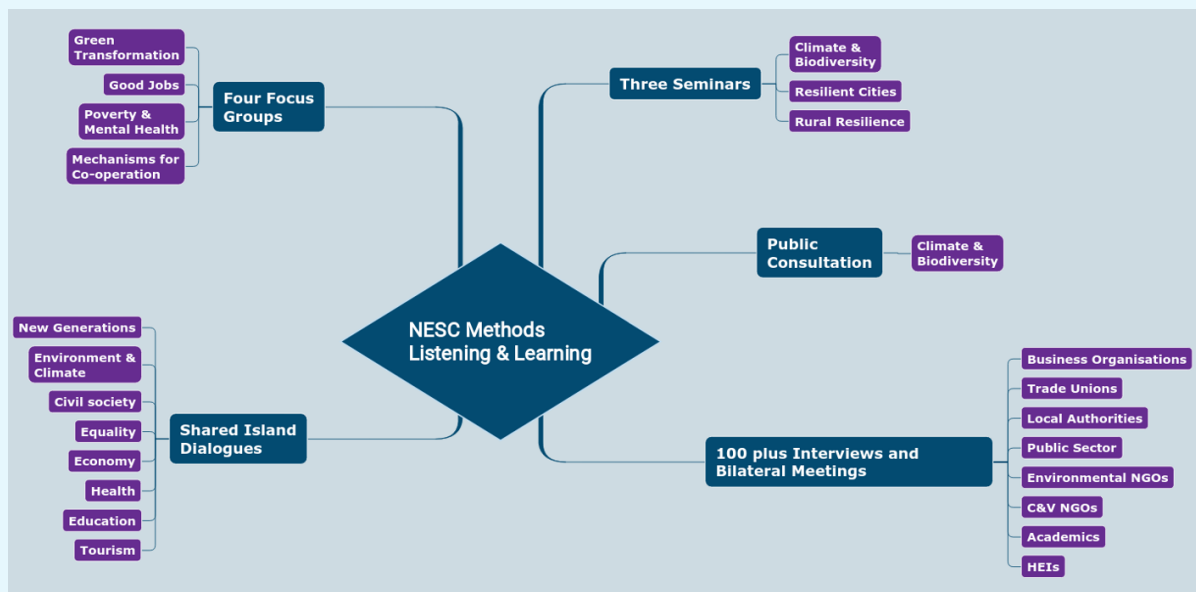 Green
Transformation
Good Jobs
Poverty &
Mental Health
Mechanisms for
Co-operation
Four Focus
Groups
Three Seminars
Climate &
Biodiversity
Resilient Cities
Rural Resilience
Public
Consultation
Climate &
Biodiversity
NESC Methods
Listening & Learning
New Generations
Environment &
Climate
Civil society
Equality
Economy
Health
Education
Tourism
Shared Island
Dialogues
100 plus Interviews and
Bilateral Meetings
Business Organisations
Trade Unions
Local Authorities
Public Sector
Environmental NGOs
C&V NGOs
Academics
HEIs